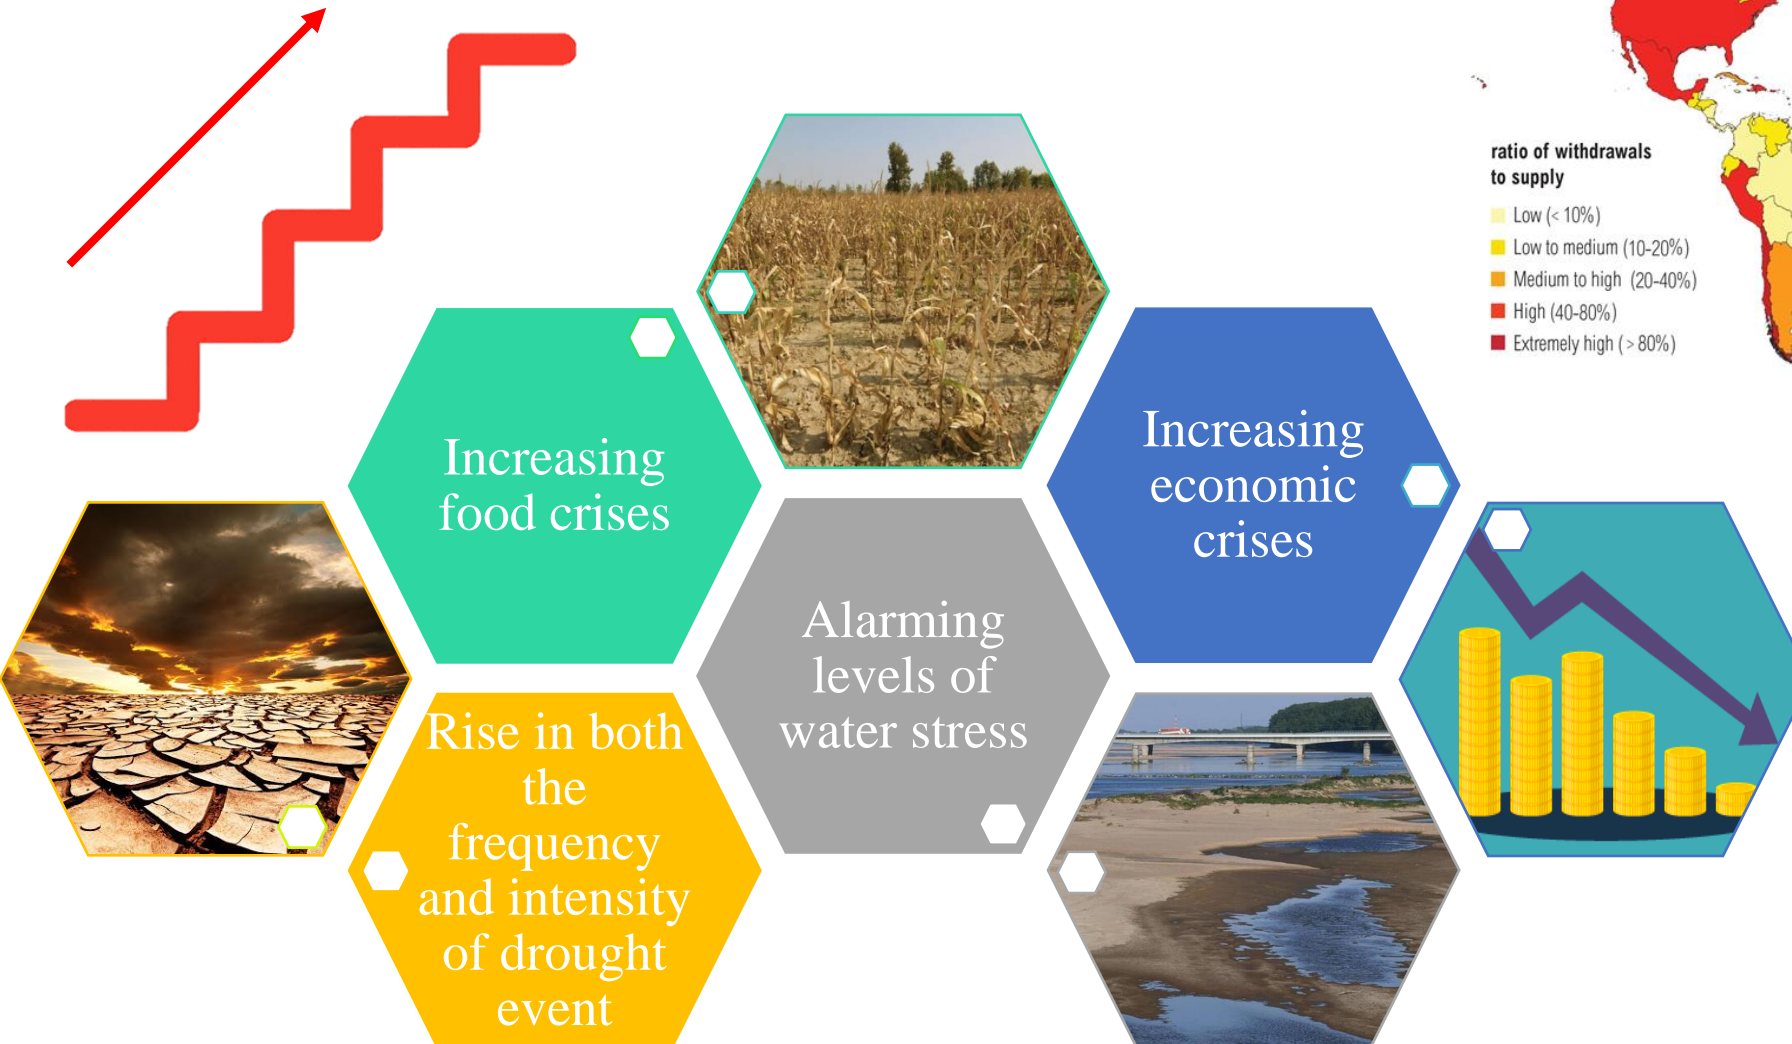 ratio of withdrawals
to supply
Low (< 10%)
Low to medium (10-20%)
Medium to high (20-40%)
High (40-80%)
Extremely high (> 80%)
Increasing
food crises
Increasing
economic
crises
Alarming
levels of
water stress
Rise in both
the
frequency
and intensity
of drought
event